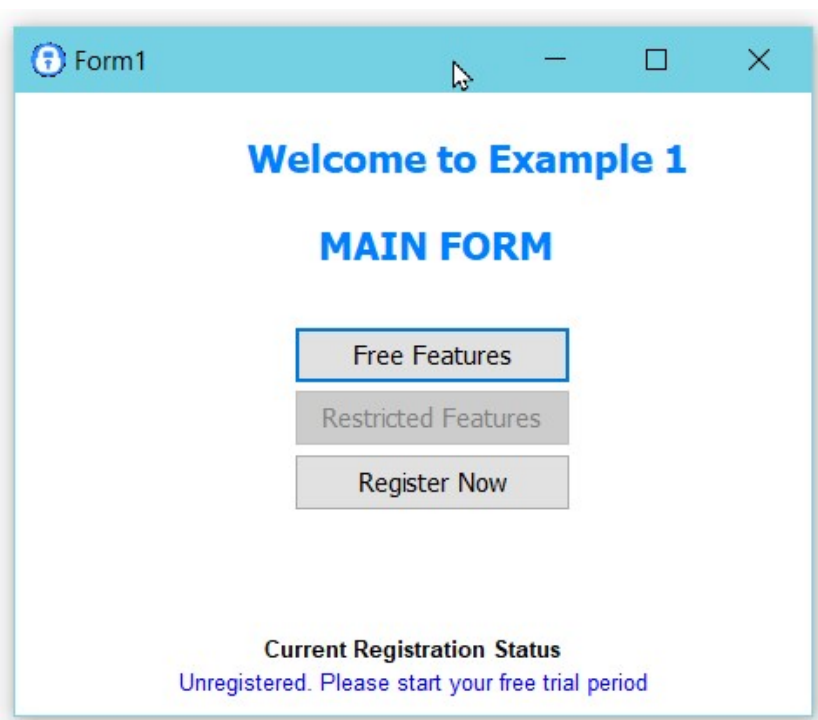 Form1
Welcome to Example 1
MAIN FORM
Free Features
Restricted Features
Register Now
Current Registration Status
Unregistered. Please start your free trial period